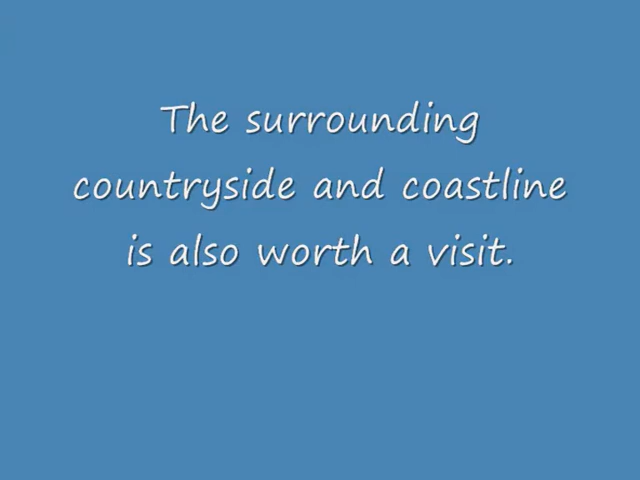 The surrounding
countryside and coastline
is also worth a visit.